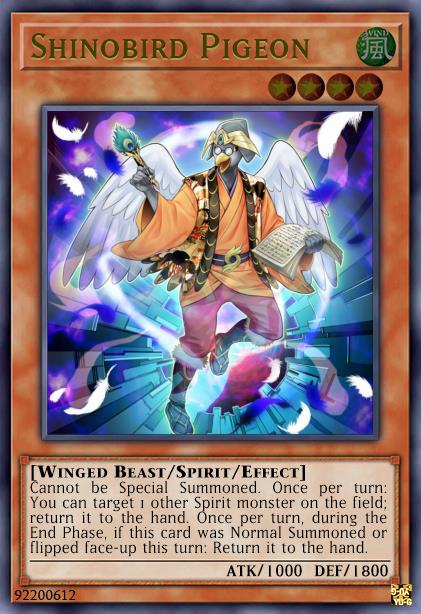 SHINOBIRD PIGEON
WIND
風
[WINGED BEAST/SPIRIT/EFFECT]
Cannot be Special Summoned. Once per turn:
You can target 1 other Spirit monster on the field;
return it to the hand. Once per turn, during the
End Phase, if this card was Normal Summoned or
flipped face-up this turn: Return it to the hand.
ATK/1000 DEF/1800
92200612